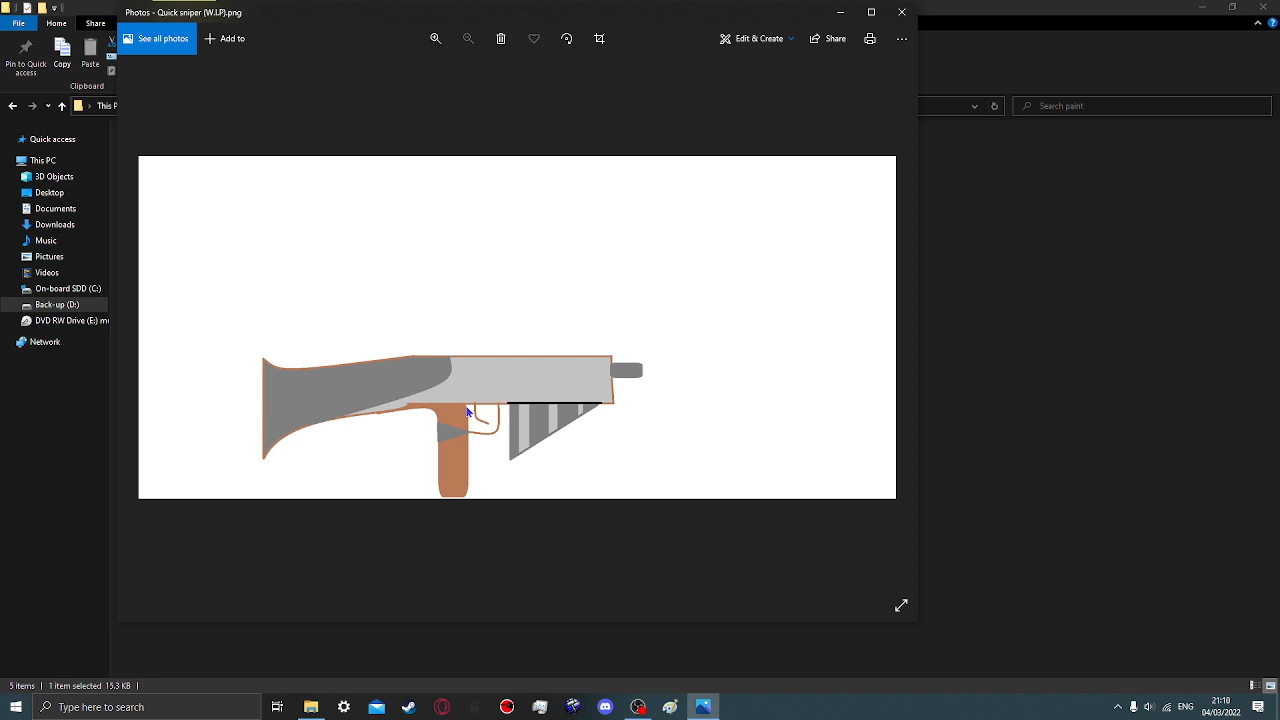 Photos - Quick sniper (W.I.P).png
File
Home
Share
See all photos
Add to
Edit & Create
Share
Pin to Quick access
Copy
Paste
Clipboard
This P
Search paint
Quick access
This PC
3D Objects
Desktop
Documents
Downloads
Music
Pictures
Videos
On-board SDD (C:)
Back-up (D:)
DVD RW Drive (E:) m
Network
5 items
1 item selected 15.3 KB
Type here to search
ENG
21:10
04/03/2022